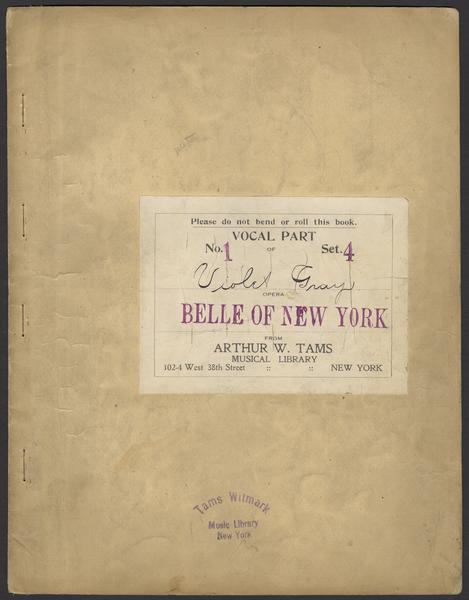 Please do not bend or roll this book.
VOCAL PART
No. 1 OF Set. 4
Violet Gray
OPERA
BELLE OF NEW YORK
FROM
ARTHUR W. TAMS
MUSICAL LIBRARY
102-4 West 38th Street :: :: NEW YORK
Tams Witmark
Music Library
New York